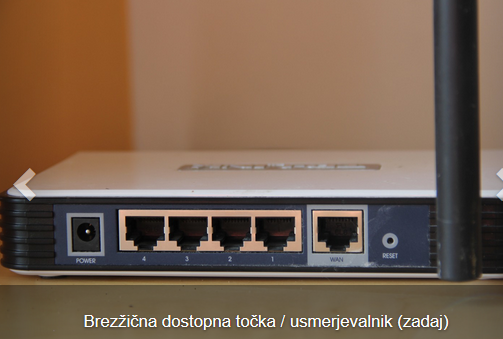 POWER
4 3 2 1
WAN
RESET
Brezžična dostopna točka / usmerjevalnik (zadaj)